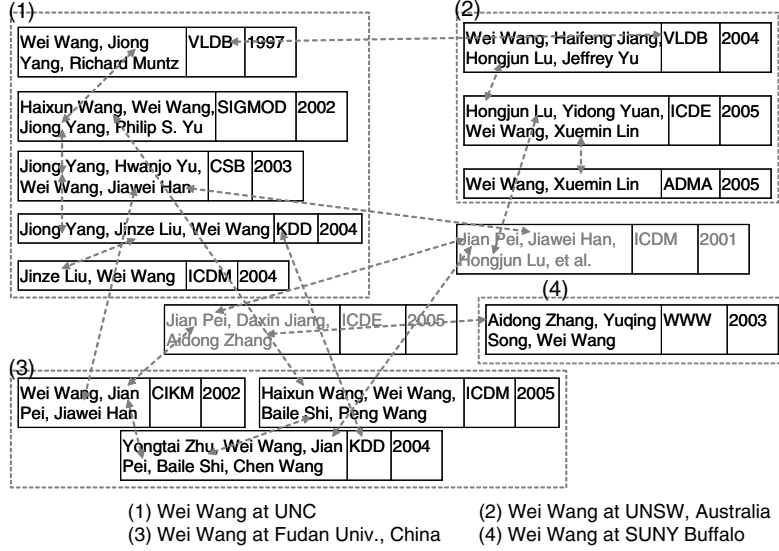 (1)
Wei Wang, Jiong VLDB 1997
Yang, Richard Muntz
Haixun Wang, Wei Wang, SIGMOD 2002
Jiong Yang, Philip S. Yu
Jiong Yang, Hwanjo Yu, CSB 2003
Wei Wang, Jiawei Han
Jiong Yang, Jinze Liu, Wei Wang KDD 2004
Jinze Liu, Wei Wang ICDM 2004
(2)
Wei Wang, Haifeng Jiang, VLDB 2004
Hongjun Lu, Jeffrey Yu
Hongjun Lu, Yidong Yuan, ICDE 2005
Wei Wang, Xuemin Lin
Wei Wang, Xuemin Lin ADMA 2005
Jian Pei, Jiawei Han, ICDM 2001
Hongjun Lu, et al.
Jian Pei, Daxin Jiang, ICDE 2005
Aidong Zhang
(4)
Aidong Zhang, Yuqing WWW 2003
Song, Wei Wang
(3)
Wei Wang, Jian CIKM 2002
Pei, Jiawei Han
Haixun Wang, Wei Wang, ICDM 2005
Baile Shi, Peng Wang
Yongtai Zhu, Wei Wang, Jian KDD 2004
Pei, Baile Shi, Chen Wang
(1) Wei Wang at UNC
(2) Wei Wang at UNSW, Australia
(3) Wei Wang at Fudan Univ., China
(4) Wei Wang at SUNY Buffalo